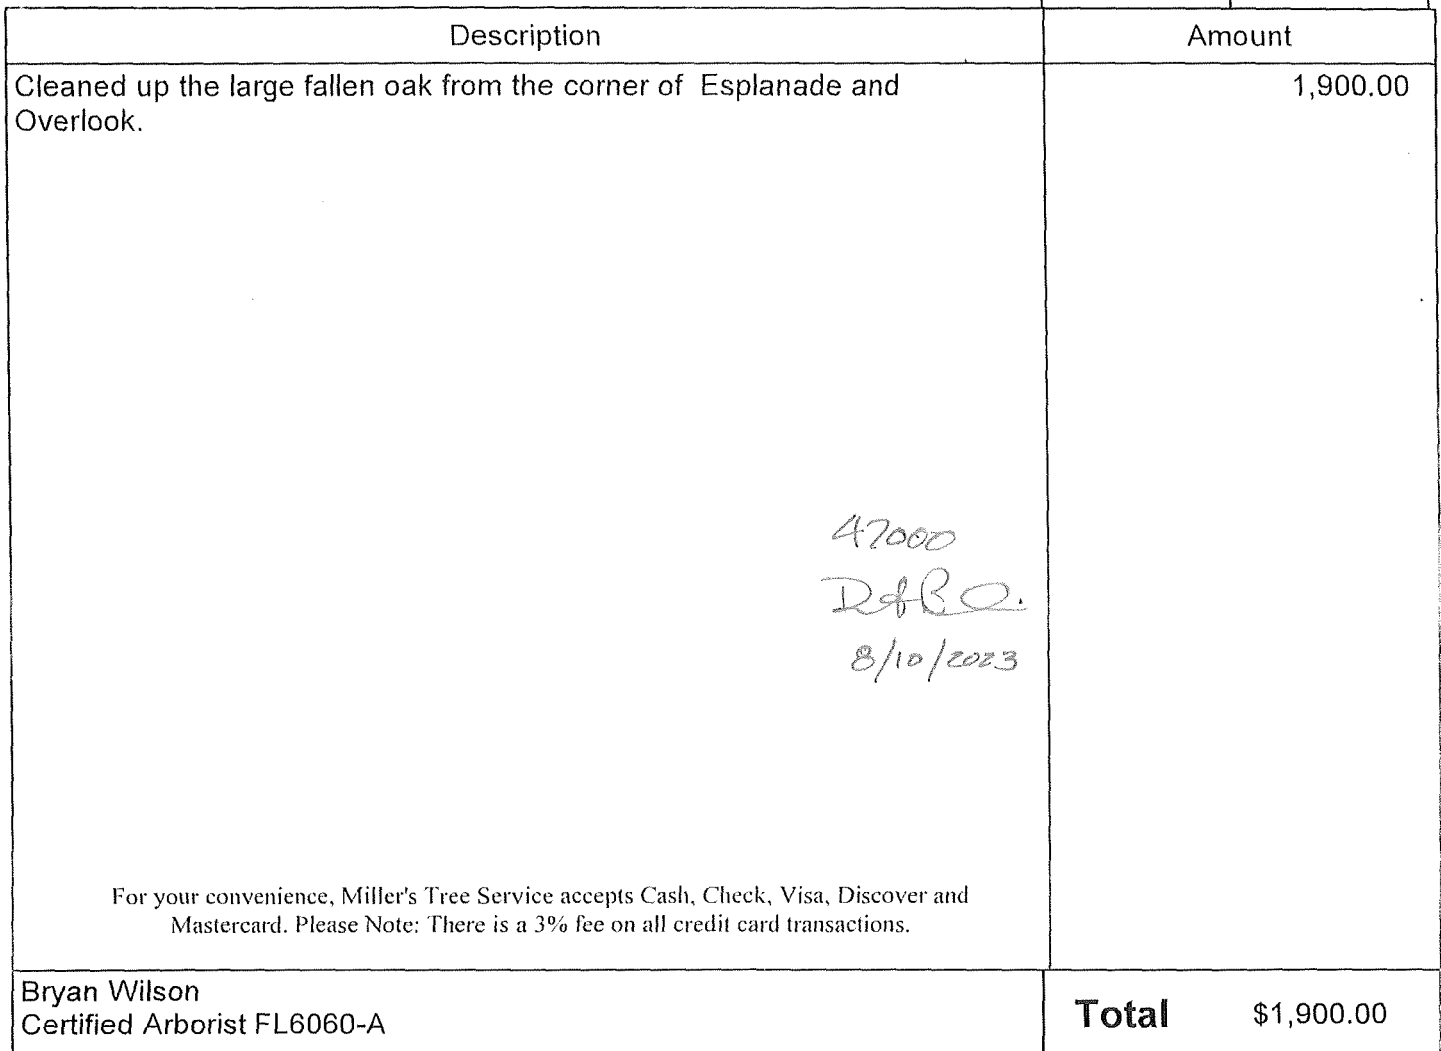 Description
Amount
Cleaned up the large fallen oak from the corner of Esplanade and
Overlook.
1,900.00
47000
8/10/2023
For your convenience, Miller's Tree Service accepts Cash, Check, Visa, Discover and
Mastercard. Please Note: There is a 3% fee on all credit card transactions.
Bryan Wilson
Certified Arborist FL6060-A
Total $1,900.00